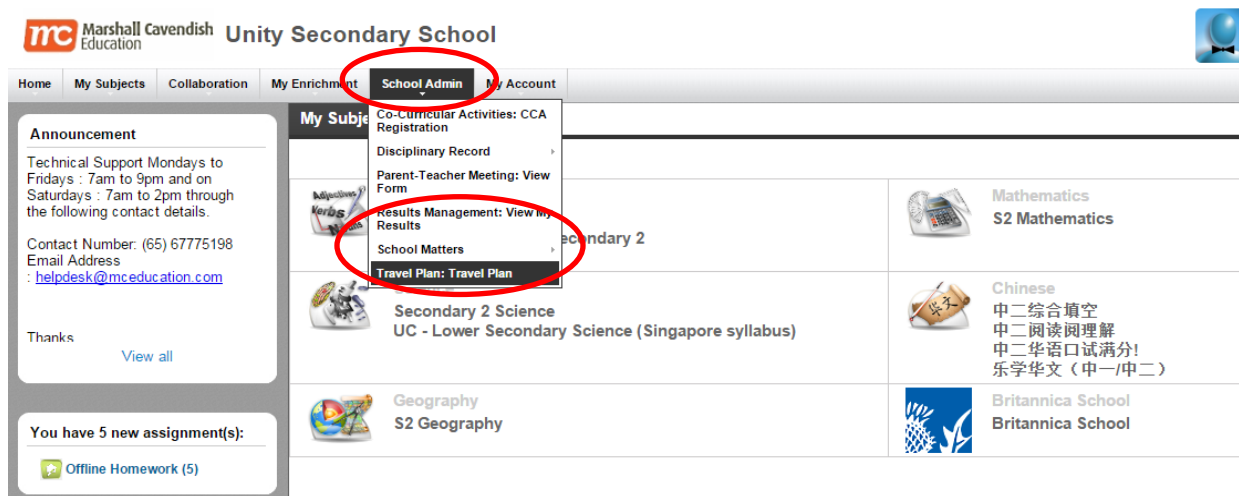 mc Marshall Cavendish Education
Unity Secondary School
Home My Subjects Collaboration My Enrichment School Admin My Account
Announcement
Technical Support Mondays to
Fridays : 7am to 9pm and on
Saturdays : 7am to 2pm through
the following contact details.
Contact Number: (65) 67775198
Email Address
: helpdesk@mceducation.com
Thanks
View all
You have 5 new assignment(s):
Offline Homework (5)
My Subje
Co-Curricular Activities: CCA
Registration
Disciplinary Record
Parent-Teacher Meeting: View
Form
Results Management: View My
Results
School Matters
Travel Plan: Travel Plan
Adjectives
Verbs
Nouns
econdary 2
Mathematics
S2 Mathematics
Secondary 2 Science
UC - Lower Secondary Science (Singapore syllabus)
华文
Chinese
中二综合填空
中二阅读阅理解
中二华语口试满分!
乐学华文（中一/中二）
Geography
S2 Geography
Britannica School
Britannica School